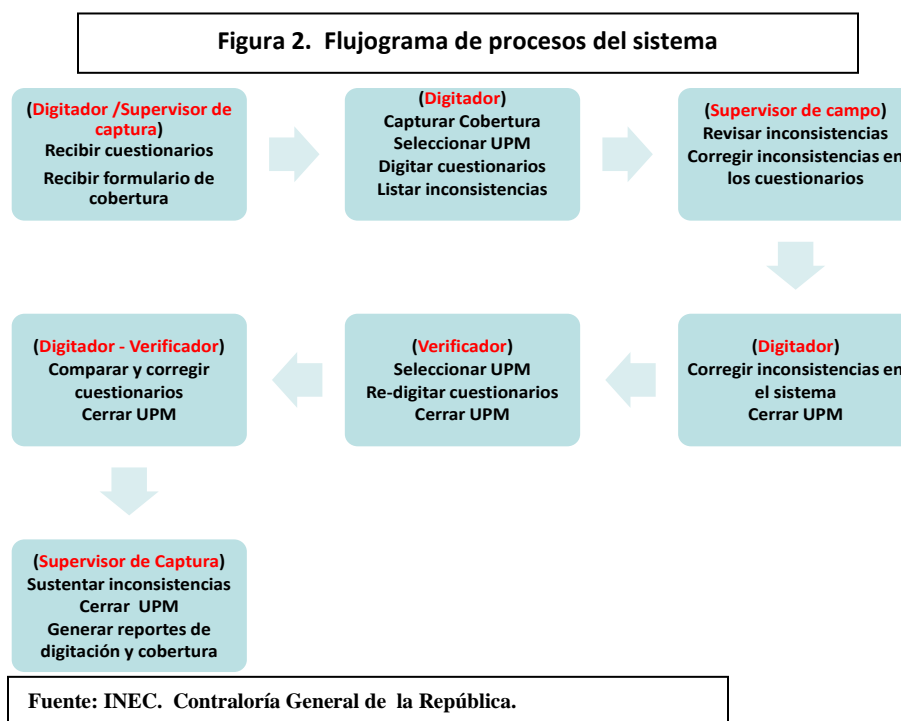 Figura 2. Flujograma de procesos del sistema
(Digitador /Supervisor de
captura)
Recibir cuestionarios
Recibir formulario de
cobertura
(Digitador)
Capturar Cobertura
Seleccionar UPM
Digitar cuestionarios
Listar inconsistencias
(Supervisor de campo)
Revisar inconsistencias
Corregir inconsistencias en
los cuestionarios
(Digitador)
Corregir inconsistencias en
el sistema
Cerrar UPM
(Verificador)
Seleccionar UPM
Re-digitar cuestionarios
Cerrar UPM
(Digitador - Verificador)
Comparar y corregir
cuestionarios
Cerrar UPM
(Supervisor de Captura)
Sustentar inconsistencias
Cerrar UPM
Generar reportes de
digitación y cobertura
Fuente: INEC. Contraloría General de la República.